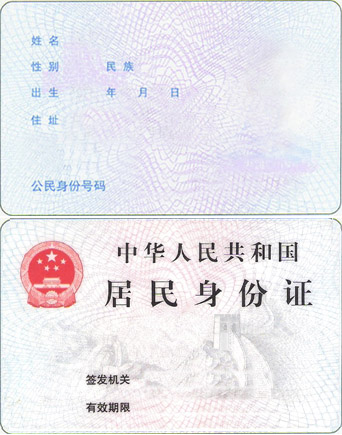 姓名
性别 民族
出生 年 月 日
住址
公民身份号码
中华人民共和国
居民身份证
签发机关
有效期限